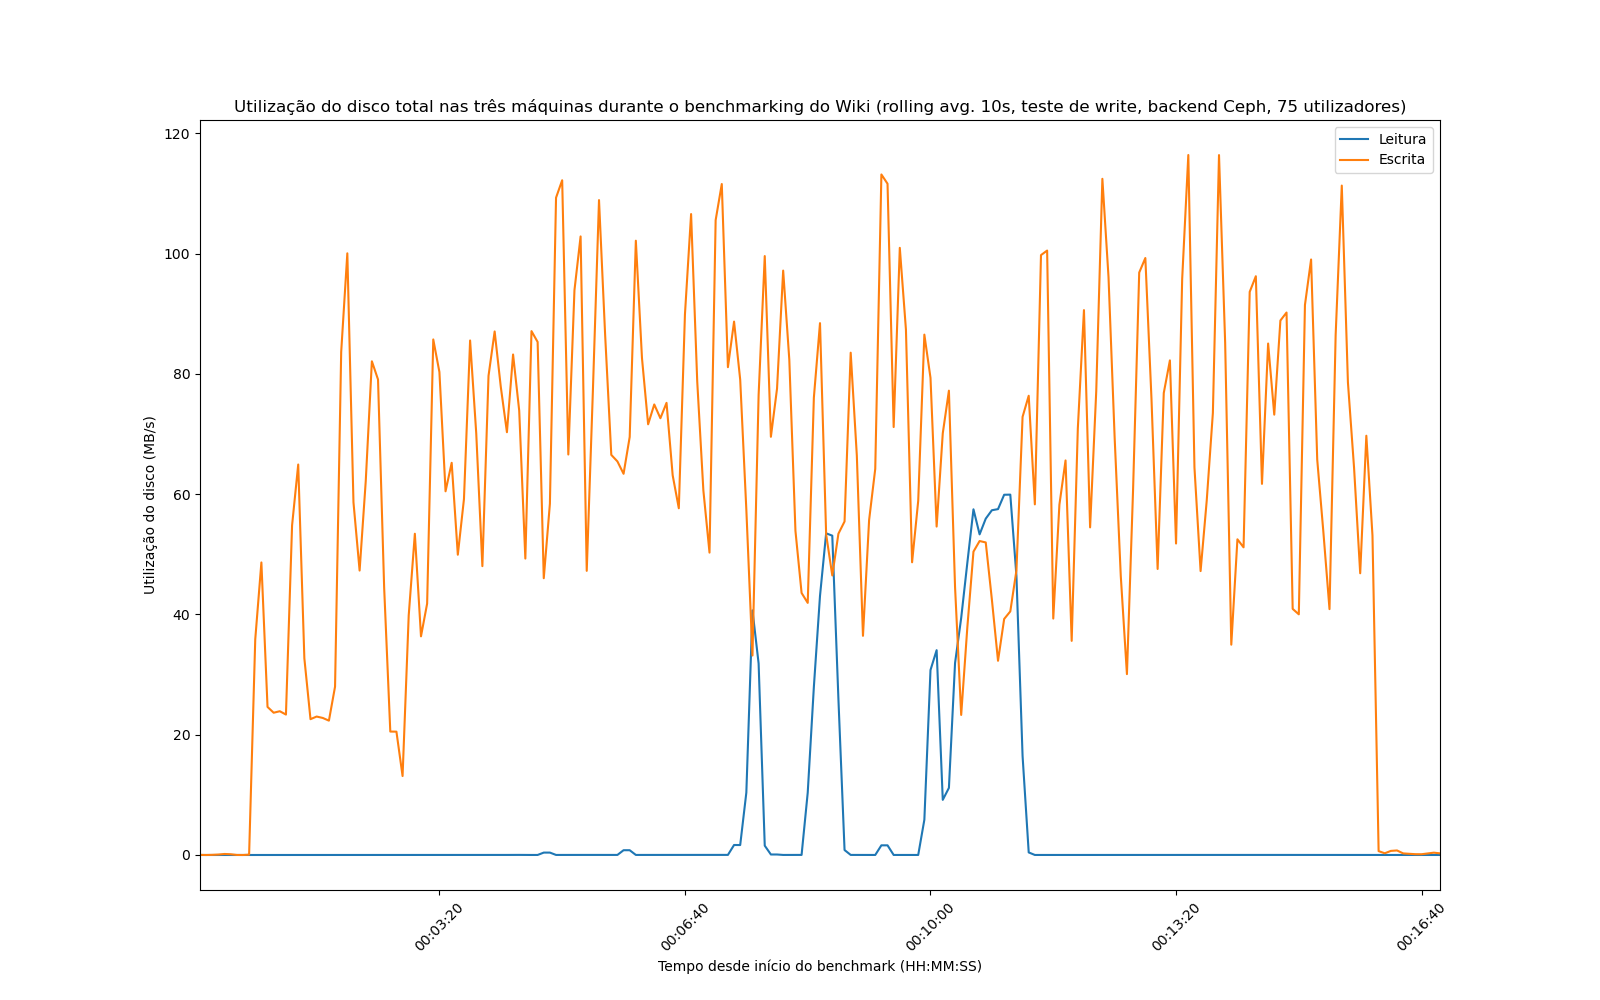 Utilização do disco total nas três máquinas durante o benchmarking do Wiki (rolling avg. 10s, teste de write, backend Ceph, 75 utilizadores)
Leitura
Escrita
120
100
80
60
40
20
0
Utilização do disco (MB/s)
00:03:20
00:06:40
00:10:00
00:13:20
00:16:40
Tempo desde início do benchmark (HH:MM:SS)